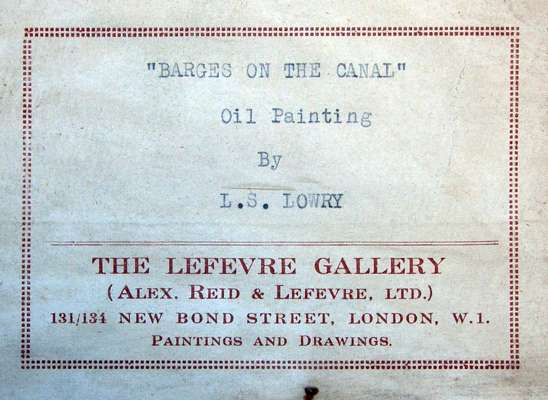 "BARGES ON THE CANAL"
Oil Painting
By
L.S. LOWRY
THE LEFEVRE GALLERY
(ALEX. REID & LEFEVRE, LTD.)
131/134 NEW BOND STREET, LONDON, W.1.
PAINTINGS AND DRAWINGS.